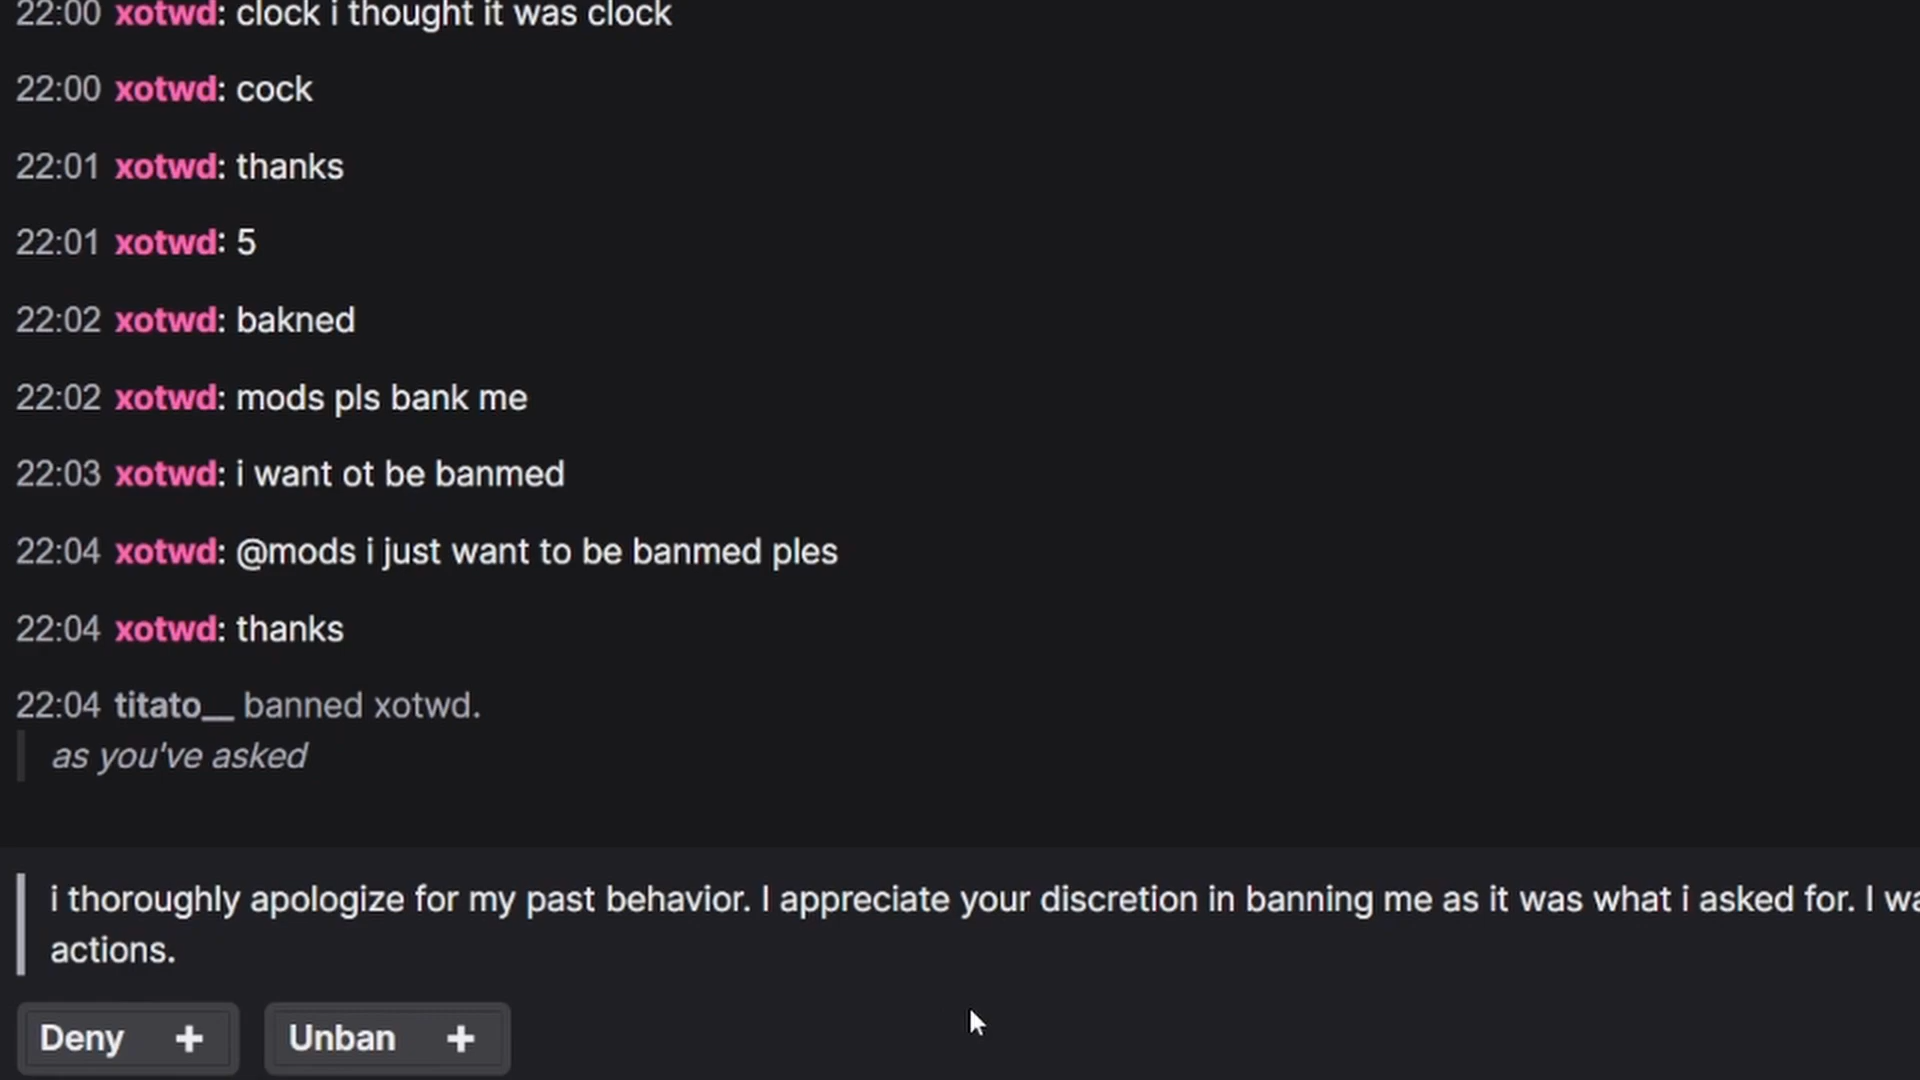 22:00 xotwd: clock i thought it was clock
22:00 xotwd: cock
22:01 xotwd: thanks
22:01 xotwd: 5
22:02 xotwd: bakned
22:02 xotwd: mods pls bank me
22:03 xotwd: i want ot be banmed
22:04 xotwd: @mods i just want to be banmed ples
22:04 xotwd: thanks
22:04 titato__ banned xotwd.
as you've asked
i thoroughly apologize for my past behavior. I appreciate your discretion in banning me as it was what i asked for. I
actions.
Deny +
Unban +